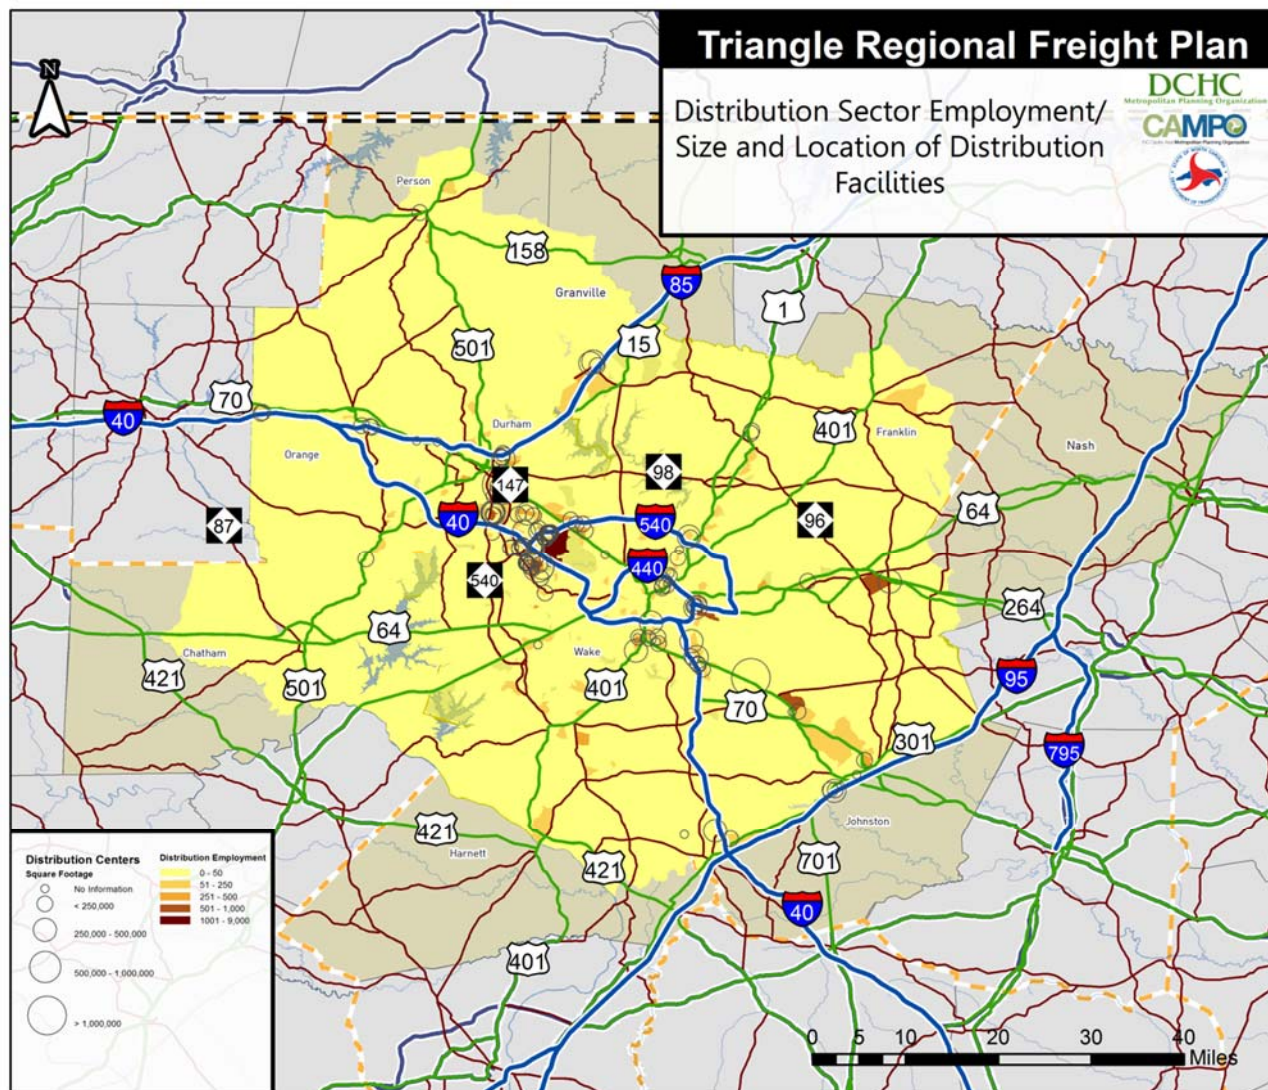 Triangle Regional Freight Plan
Distribution Sector Employment/
Size and Location of Distribution
Facilities
DCHC
Metropolitan Planning Organization
CAMPO
N
Person
158
Granville
85
1
501
15
70
40
Durham
401
Franklin
Nash
Orange
147
98
87
40
540
96
64
440
540
264
64
Chatham
Wake
421
501
401
70
95
301
795
421
Harnett
Johnston
421
701
40
401
Distribution Centers
Square Footage
No Information
< 250,000
250,000 - 500,000
500,000 - 1,000,000
> 1,000,000
Distribution Employment
0 - 50
51 - 250
251 - 500
501 - 1,000
1001 - 9,000
0 5 10 20 30 40
Miles